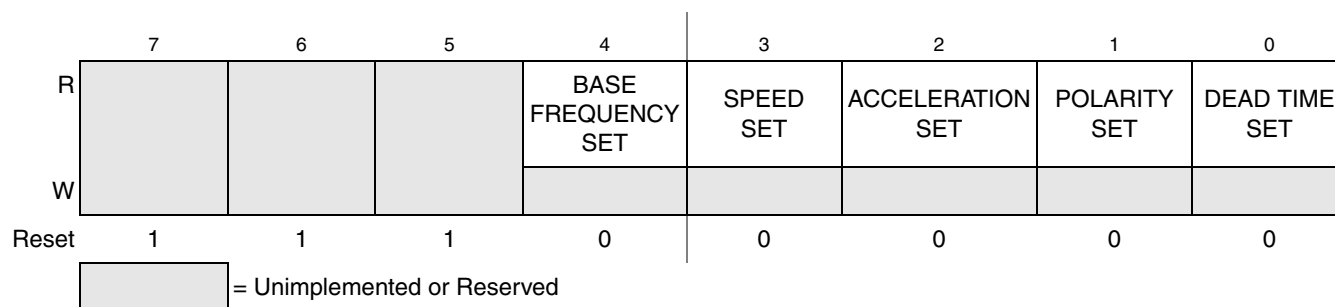 7 6 5 4 3 2 1 0
R BASE FREQUENCY SET SPEED SET ACCELERATION SET POLARITY SET DEAD TIME SET
W
Reset 1 1 1 0 0 0 0 0
= Unimplemented or Reserved